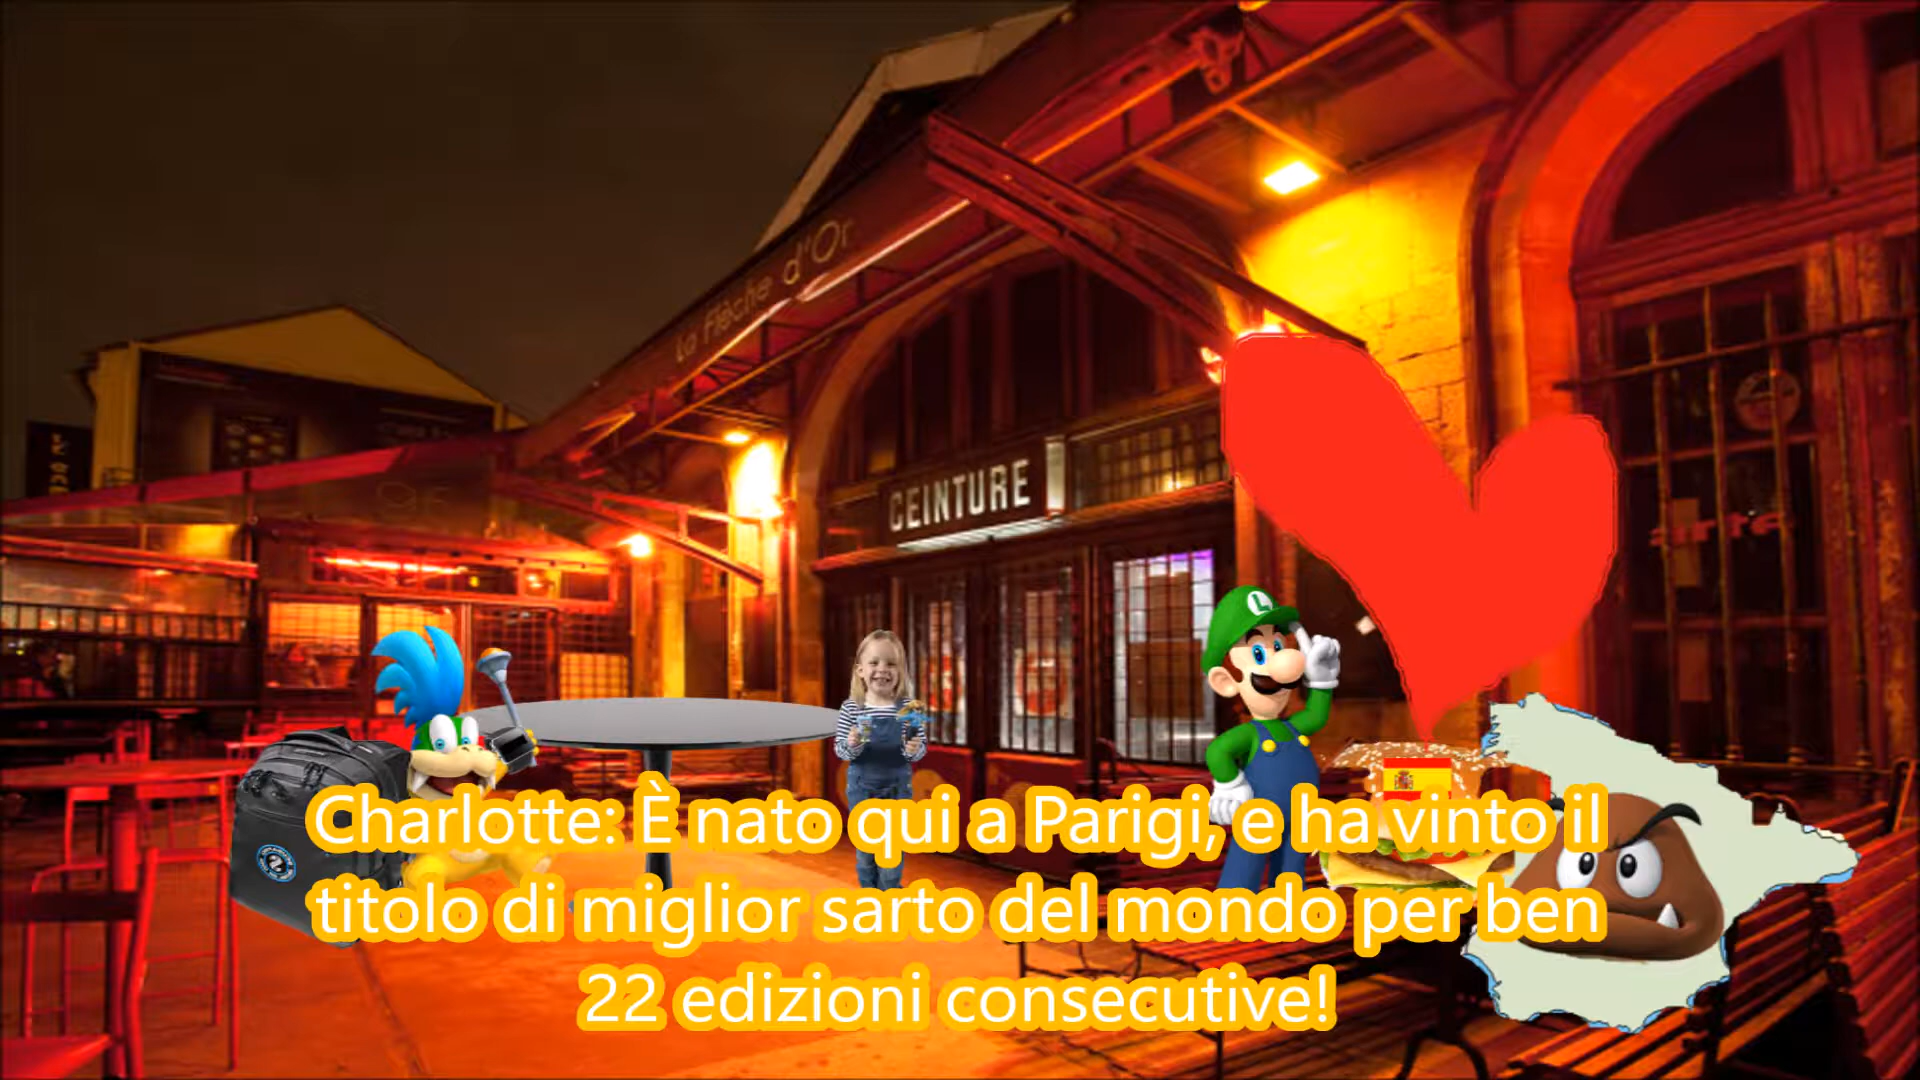 La Flèche d'Or
CEINTURE
L
Charlotte: È nato qui a Parigi, e ha vinto il
titolo di miglior sarto del mondo per ben
22 edizioni consecutive!